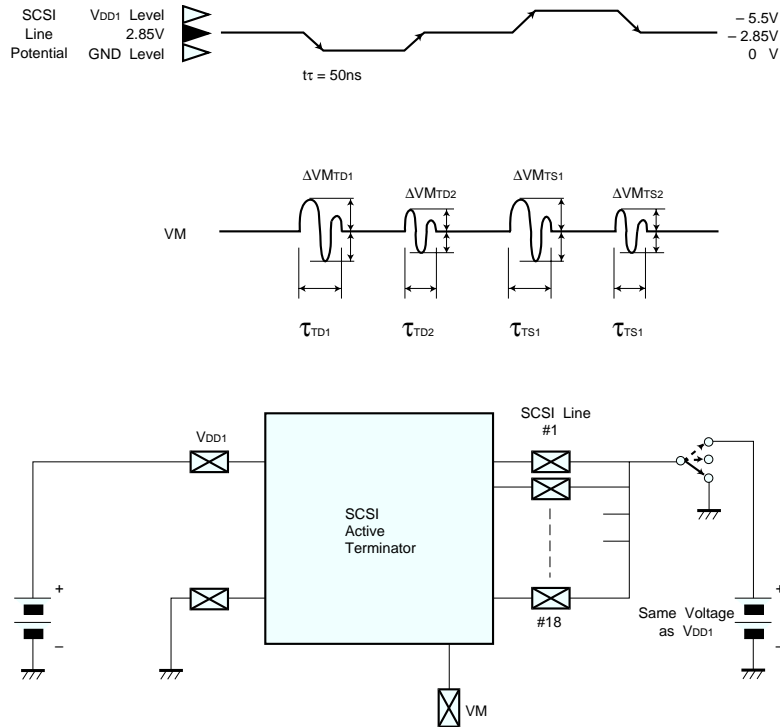 SCSI VDD1 Level – 5.5V
Line 2.85V – 2.85V
Potential GND Level 0 V
tτ = 50ns
ΔVMTD1 ΔVMTD2 ΔVMTS1 ΔVMTS2
VM
τTD1 τTD2 τTS1 τTS1
SCSI Line
#1
VDD1
SCSI
Active
Terminator
+
–
#18
Same Voltage
as VDD1
+
–
VM